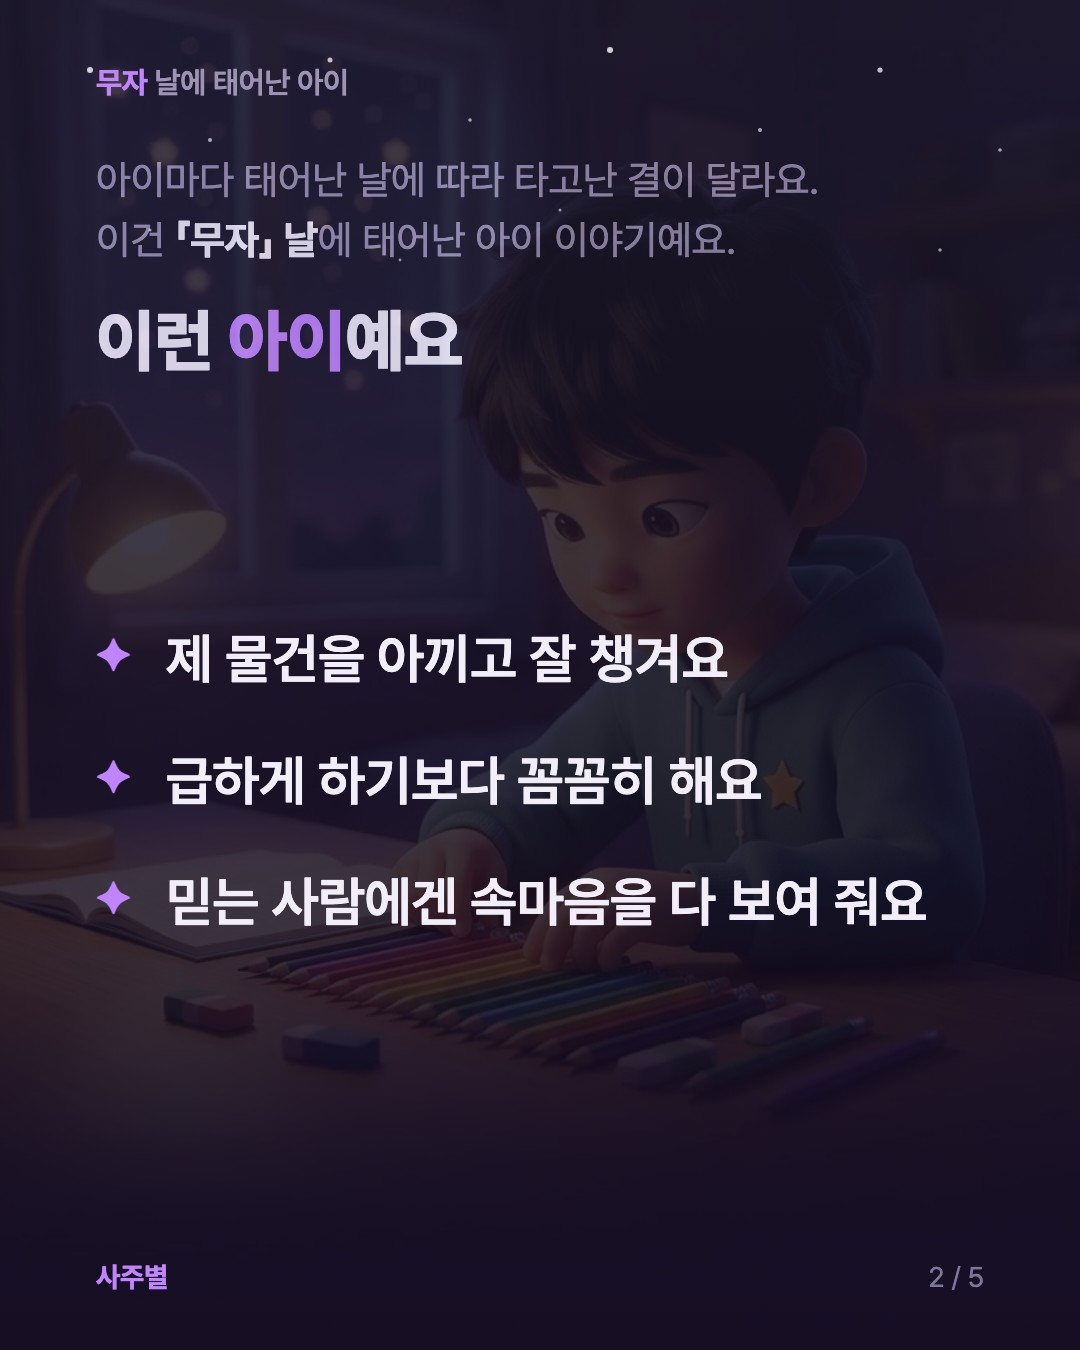 무자 날에 태어난 아이
아이마다 태어난 날에 따라 타고난 결이 달라요.
이건 「무자」 날에 태어난 아이 이야기예요.
이런 아이예요
제 물건을 아끼고 잘 챙겨요
급하게 하기보다 꼼꼼히 해요
믿는 사람에겐 속마음을 다 보여 줘요
사주별
2 / 5